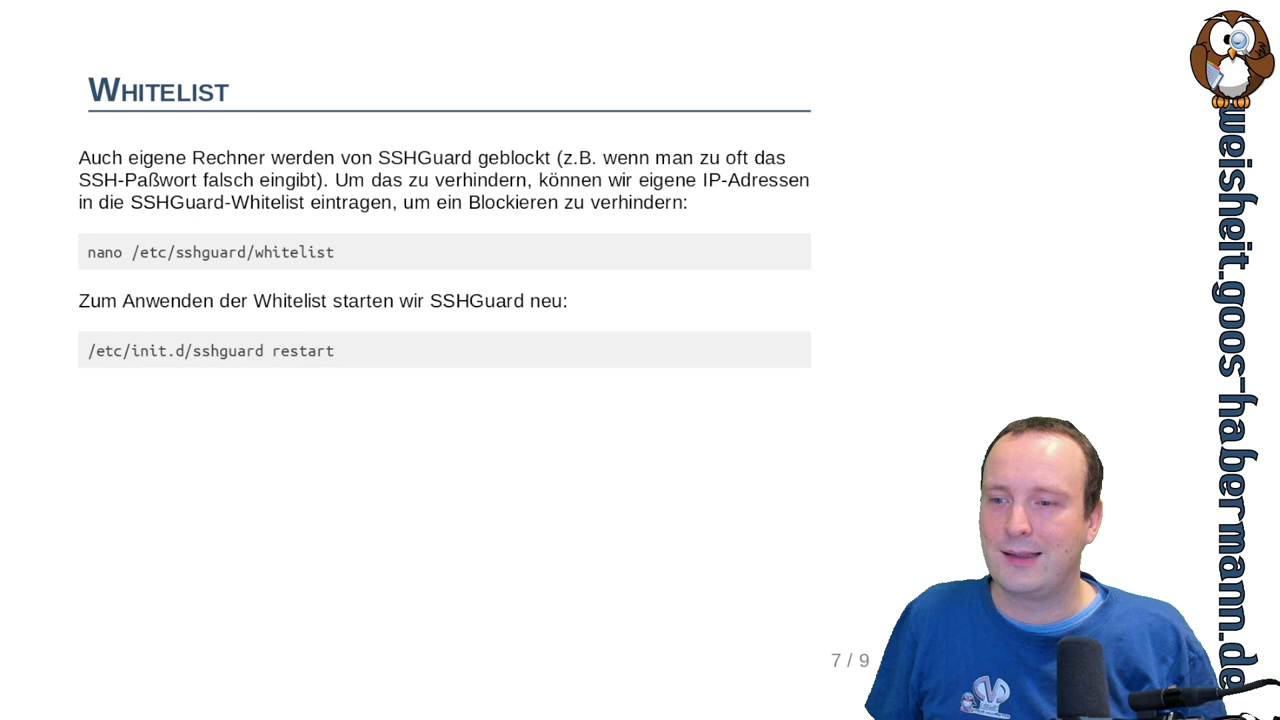 WHITELIST
Auch eigene Rechner werden von SSHGuard geblockt (z.B. wenn man zu oft das
SSH-Paßwort falsch eingibt). Um das zu verhindern, können wir eigene IP-Adressen
in die SSHGuard-Whitelist eintragen, um ein Blockieren zu verhindern:
nano /etc/sshguard/whitelist
Zum Anwenden der Whitelist starten wir SSHGuard neu:
/etc/init.d/sshguard restart
7 / 9
weisheit.goos-habermann.de